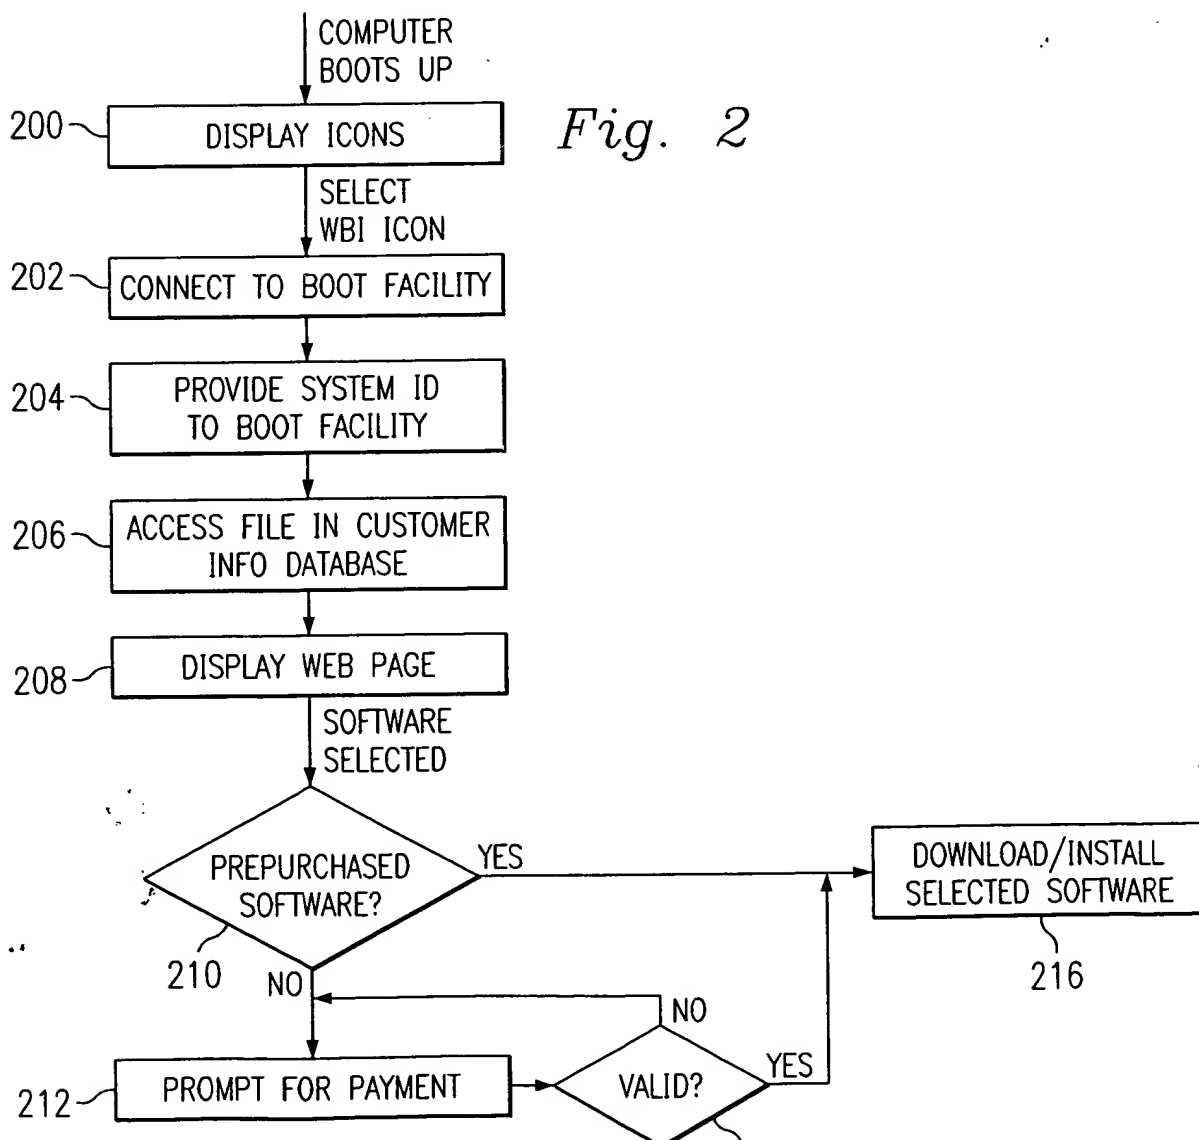 COMPUTER
BOOTS UP
200
DISPLAY ICONS
Fig. 2
SELECT
WBI ICON
202
CONNECT TO BOOT FACILITY
204
PROVIDE SYSTEM ID
TO BOOT FACILITY
206
ACCESS FILE IN CUSTOMER
INFO DATABASE
208
DISPLAY WEB PAGE
SOFTWARE
SELECTED
PREPURCHASED
SOFTWARE?
YES
210
NO
DOWNLOAD/INSTALL
SELECTED SOFTWARE
216
NO
212
PROMPT FOR PAYMENT
VALID?
YES